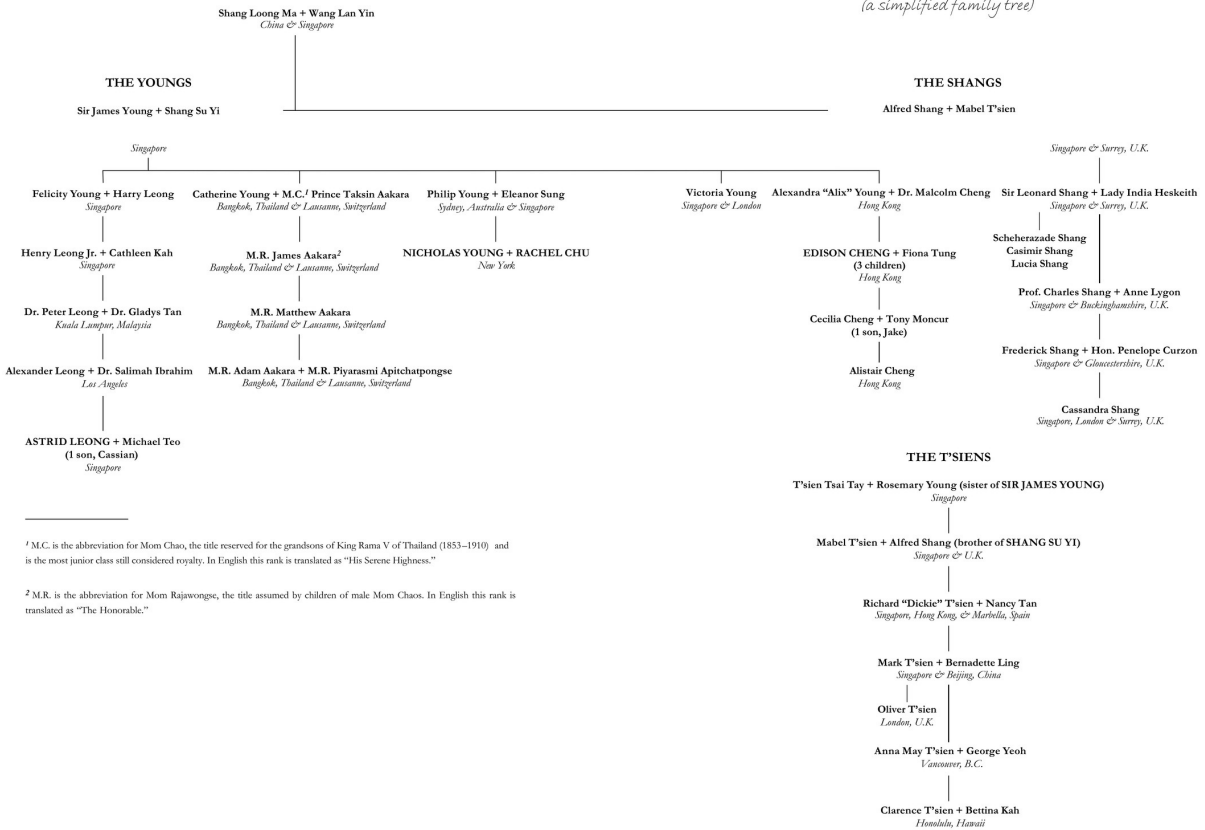 (a simplified family tree)
Shang Loong Ma + Wang Lan Yin
China & Singapore
THE YOUNGS
Sir James Young + Shang Su Yi
Singapore
THE SHANGS
Alfred Shang + Mabel T'sien
Singapore & Surrey, U.K.
Felicity Young + Harry Leong
Singapore
Henry Leong Jr. + Cathleen Kah
Singapore
Dr. Peter Leong + Dr. Gladys Tan
Kuala Lumpur, Malaysia
Alexander Leong + Dr. Salimah Ibrahim
Los Angeles
ASTRID LEONG + Michael Teo
(1 son, Cassian)
Singapore
Catherine Young + M.C.¹ Prince Taksin Aakara
Bangkok, Thailand & Lausanne, Switzerland
M.R. James Aakara²
Bangkok, Thailand & Lausanne, Switzerland
M.R. Matthew Aakara
Bangkok, Thailand & Lausanne, Switzerland
M.R. Adam Aakara + M.R. Piyarasmi Apitchatpongse
Bangkok, Thailand & Lausanne, Switzerland
Philip Young + Eleanor Sung
Sydney, Australia & Singapore
NICHOLAS YOUNG + RACHEL CHU
New York
Victoria Young
Singapore & London
Alexandra “Alix” Young + Dr. Malcolm Cheng
Hong Kong
EDISON CHENG + Fiona Tung
(3 children)
Hong Kong
Cecilia Cheng + Tony Moncur
(1 son, Jake)
Alistair Cheng
Hong Kong
Sir Leonard Shang + Lady India Heskeith
Singapore & Surrey, U.K.
Scheherazade Shang
Casimir Shang
Lucia Shang
Prof. Charles Shang + Anne Lygon
Singapore & Buckinghamshire, U.K.
Frederick Shang + Hon. Penelope Curzon
Singapore & Gloucestershire, U.K.
Cassandra Shang
Singapore, London & Surrey, U.K.
THE T'SIENS
T'sien Tsai Tay + Rosemary Young (sister of SIR JAMES YOUNG)
Singapore
Mabel T'sien + Alfred Shang (brother of SHANG SU YI)
Singapore & U.K.
Richard “Dickie” T'sien + Nancy Tan
Singapore, Hong Kong, & Marbella, Spain
Mark T'sien + Bernadette Ling
Singapore & Beijing, China
Oliver T'sien
London, U.K.
Anna May T'sien + George Yeoh
Vancouver, B.C.
Clarence T'sien + Bettina Kah
Honolulu, Hawaii
¹ M.C. is the abbreviation for Mom Chao, the title reserved for the grandsons of King Rama V of Thailand (1853–1910) and
is the most junior class still considered royalty. In English this rank is translated as “His Serene Highness.”
² M.R. is the abbreviation for Mom Rajawongse, the title assumed by children of male Mom Chaos. In English this rank is
translated as “The Honorable.”